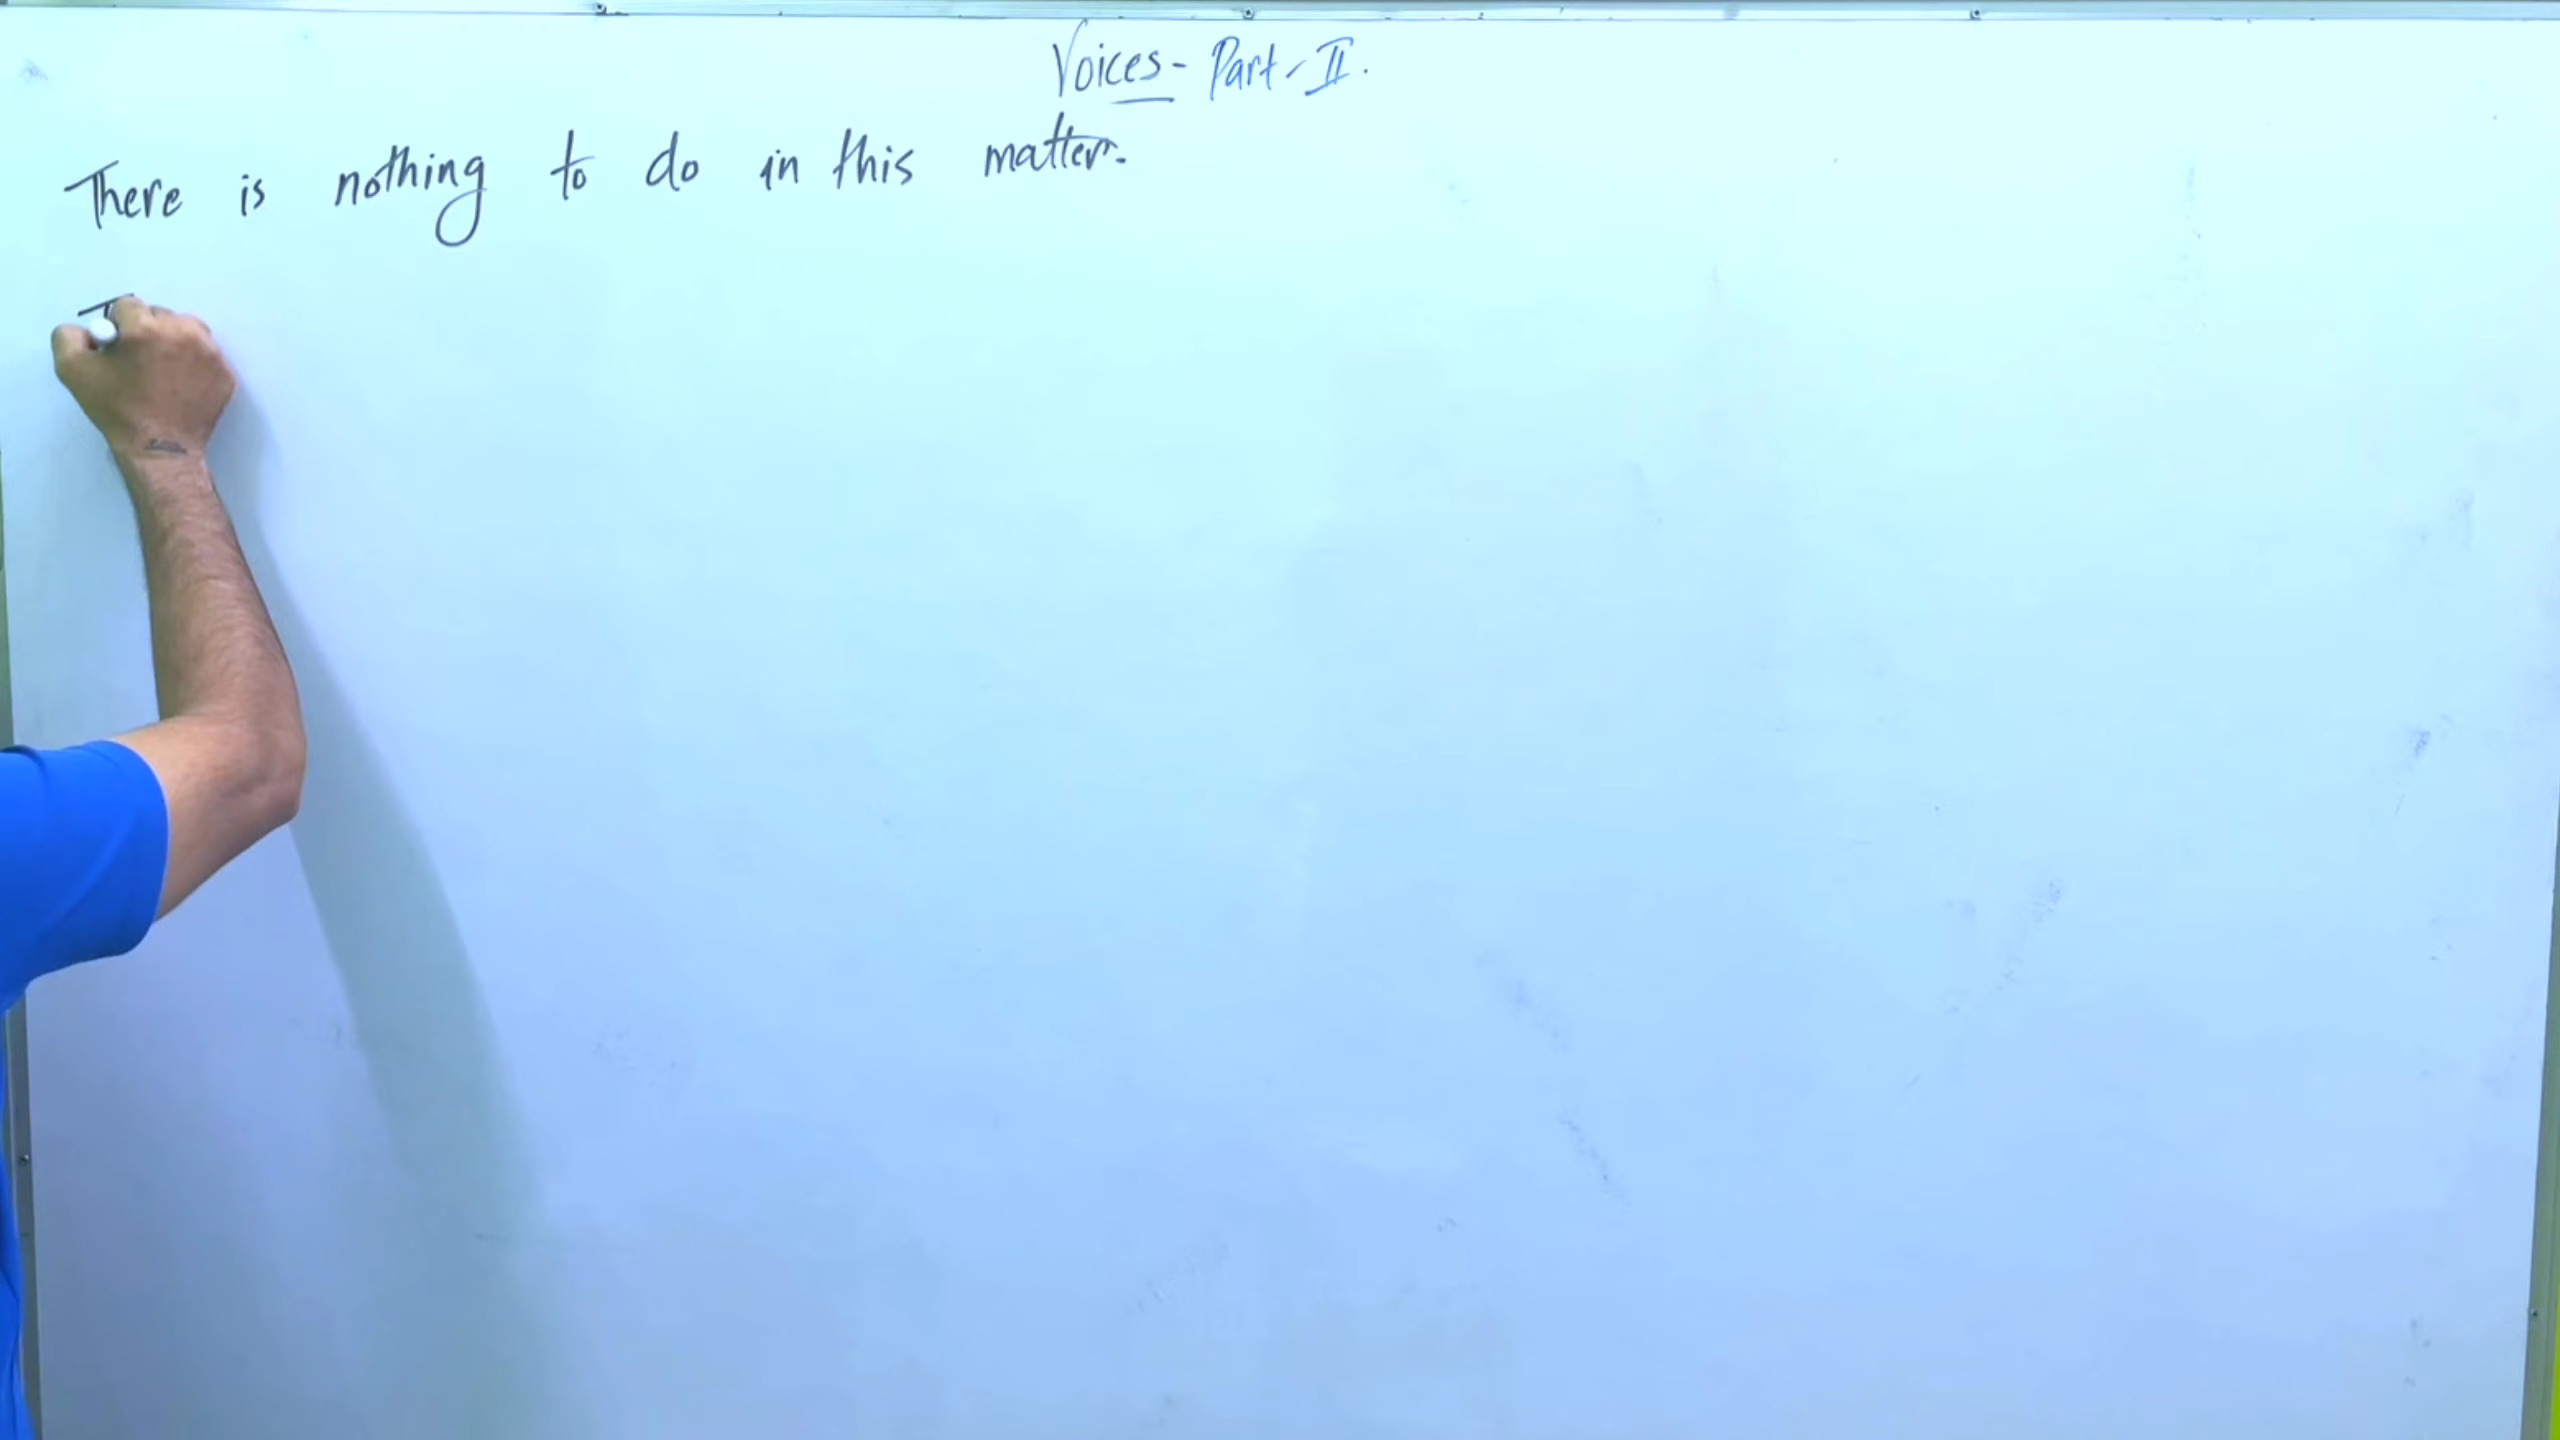 Voices - Part - II.
There is nothing to do in this matter.
T